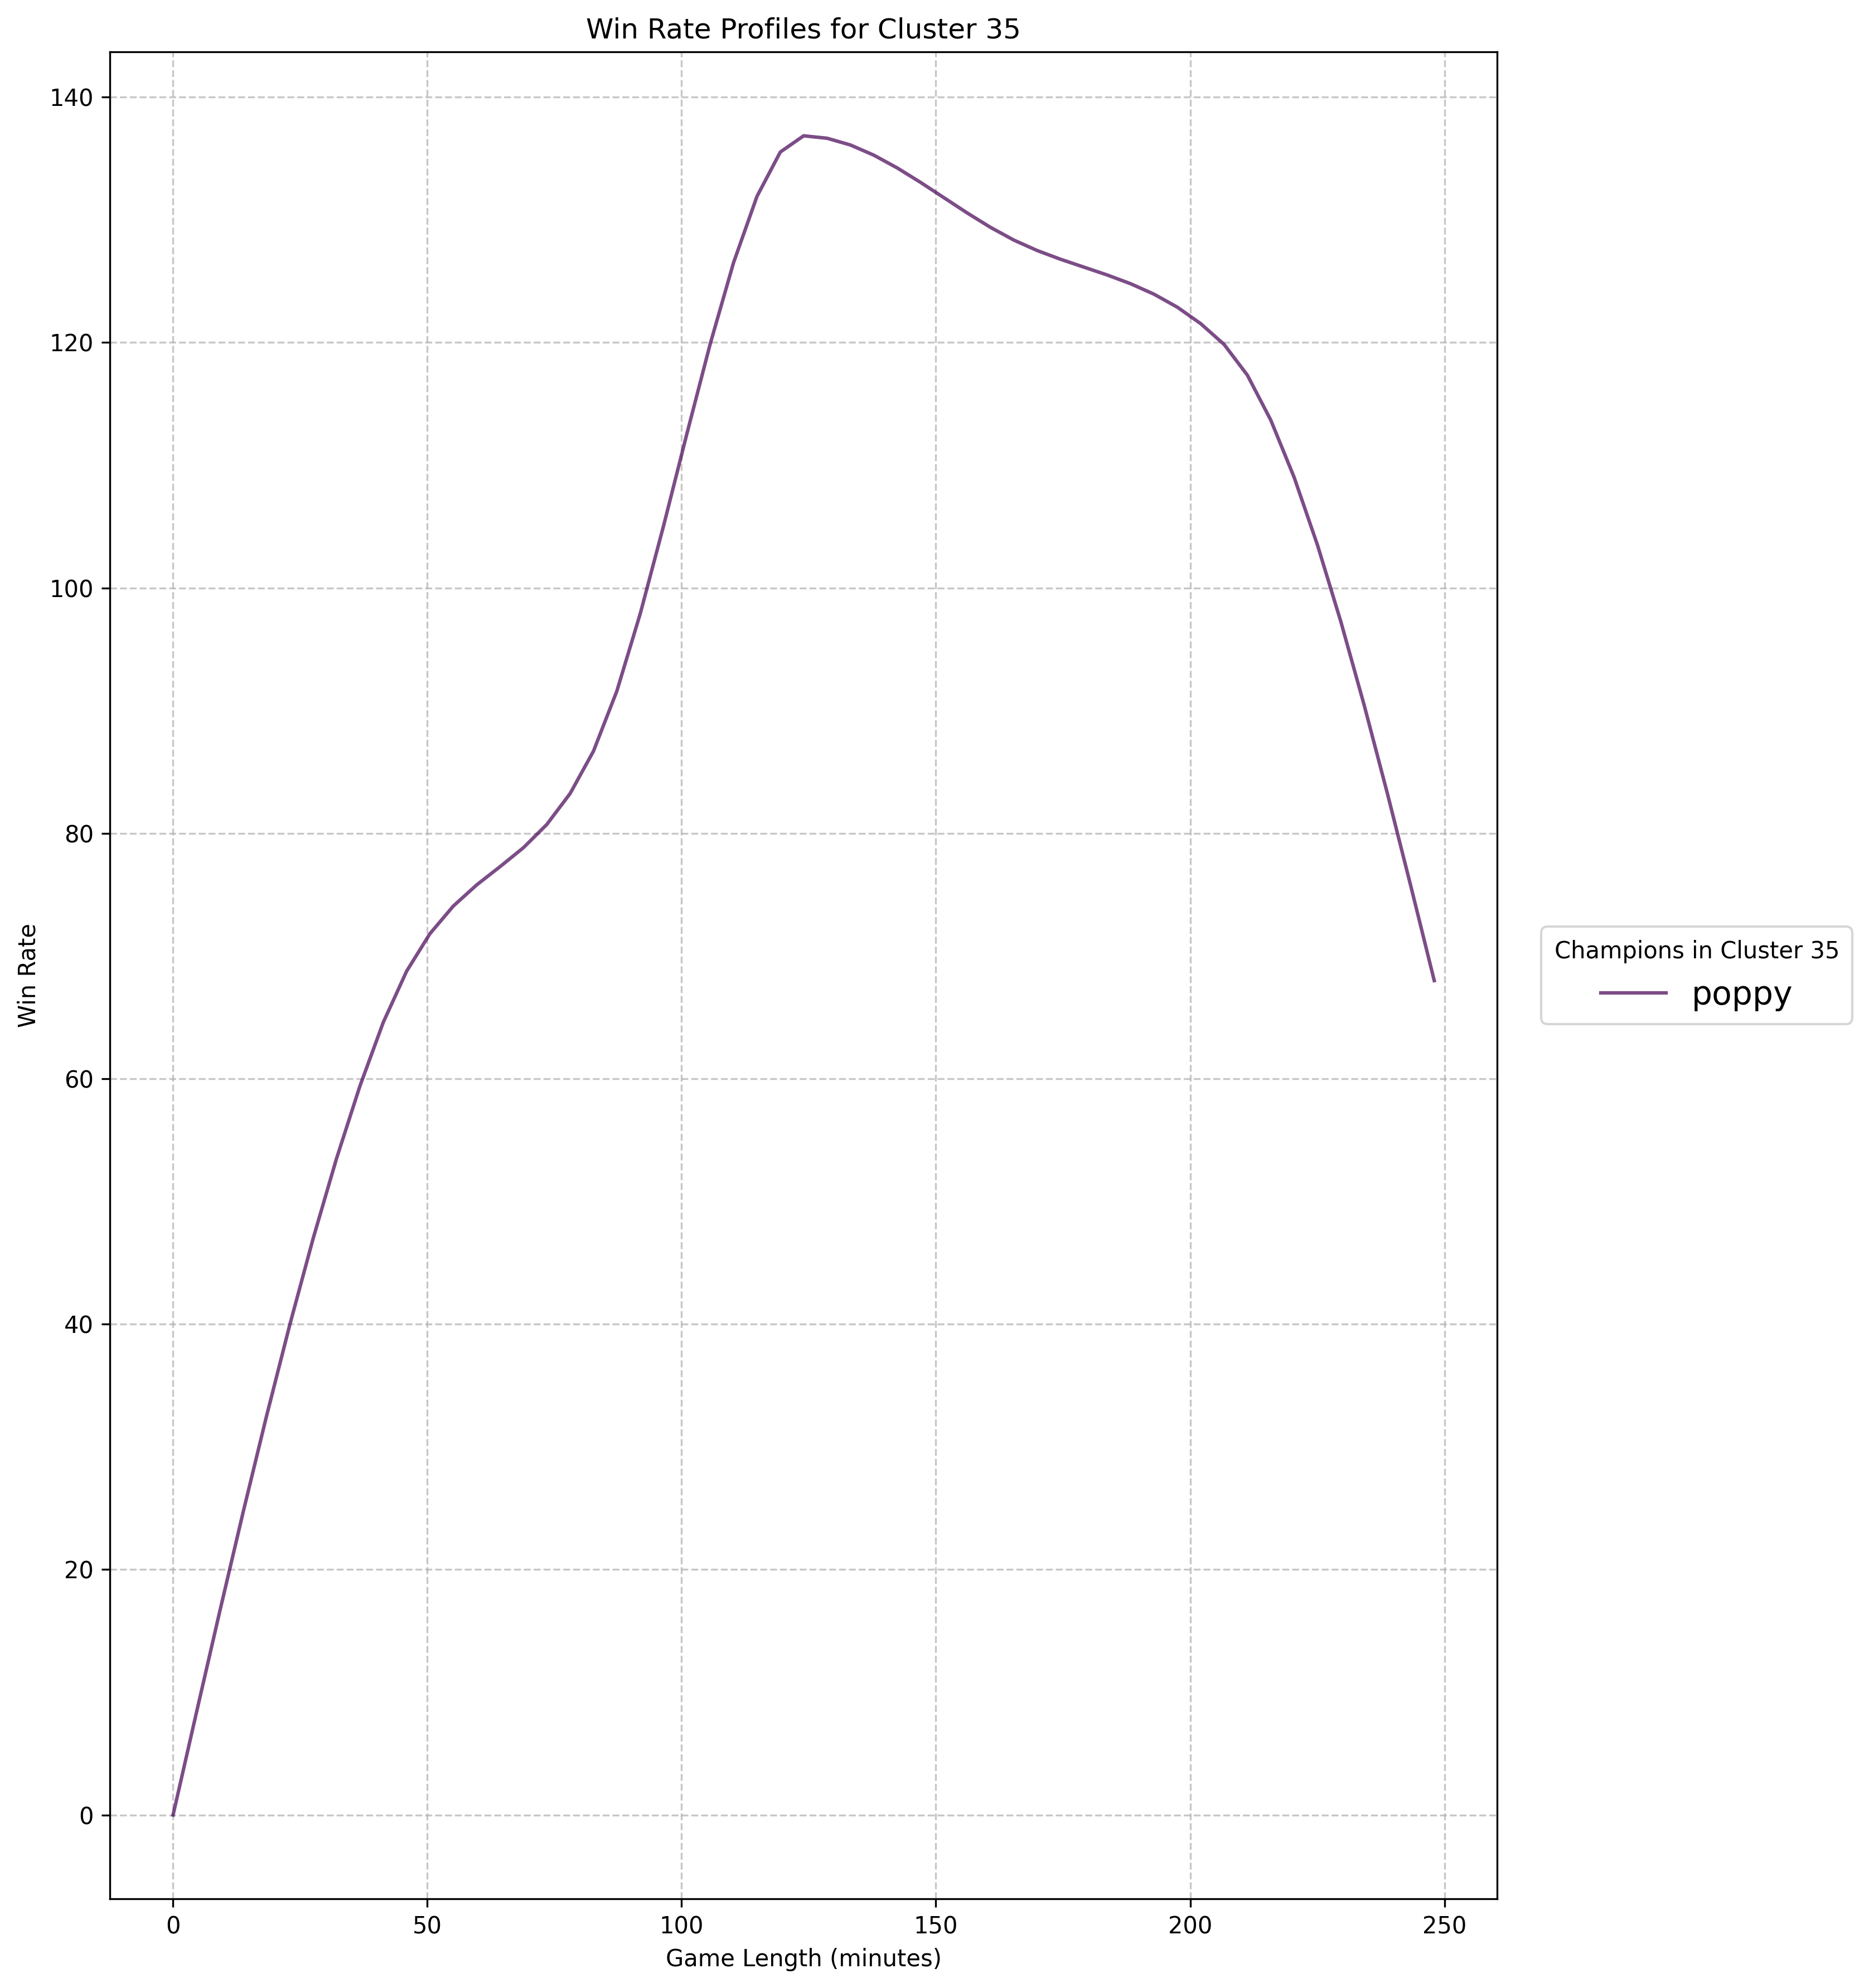 Win Rate Profiles for Cluster 35
140
120
100
80
60
40
20
0
Win Rate
0 50 100 150 200 250
Game Length (minutes)
Champions in Cluster 35
poppy